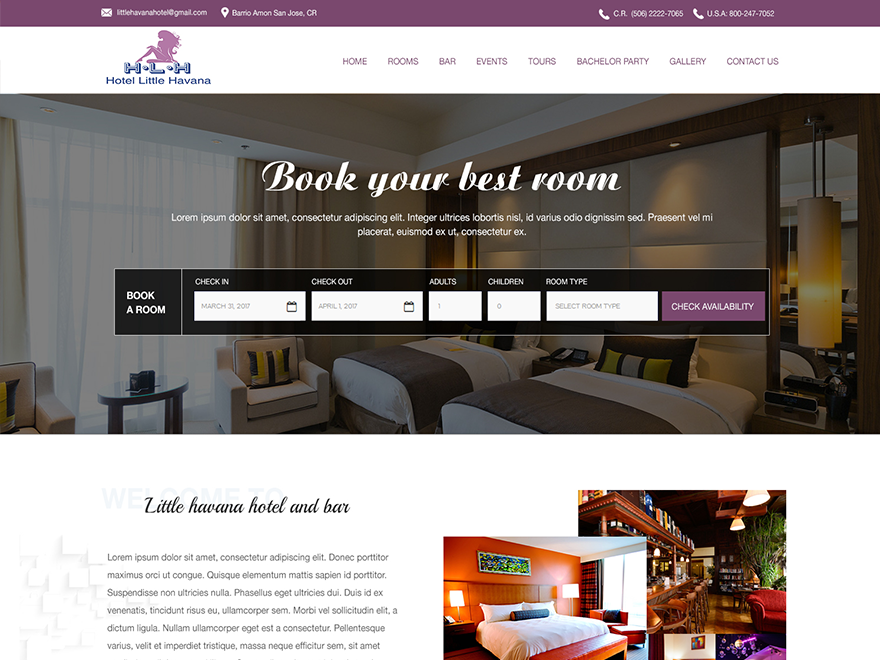 littlehavanahotel@gmail.com
Barrio Amon San Jose, CR
C.R. (506) 2222-7065
U.S.A: 800-247-7052
H·L·H
Hotel Little Havana
HOME
ROOMS
BAR
EVENTS
TOURS
BACHELOR PARTY
GALLERY
CONTACT US
Book your best room
Lorem ipsum dolor sit amet, consectetur adipiscing elit. Integer ultrices lobortis nisl, id varius odio dignissim sed. Praesent vel mi
placerat, euismod ex ut, consectetur ex.
BOOK
A ROOM
CHECK IN
MARCH 31, 2017
CHECK OUT
APRIL 1, 2017
ADULTS
1
CHILDREN
0
ROOM TYPE
SELECT ROOM TYPE
CHECK AVAILABILITY
WELCOME TO
Little havana hotel and bar
Lorem ipsum dolor sit amet, consectetur adipiscing elit. Donec porttitor
maximus orci ut congue. Quisque elementum mattis sapien id porttitor.
Suspendisse non ultricies nulla. Phasellus eget ultricies dui. Duis id ex
venenatis, tincidunt risus eu, ullamcorper sem. Morbi vel sollicitudin elit, a
dictum ligula. Nullam ullamcorper eget est a consectetur. Pellentesque
varius, velit et imperdiet tristique, massa neque efficitur sem, sit amet